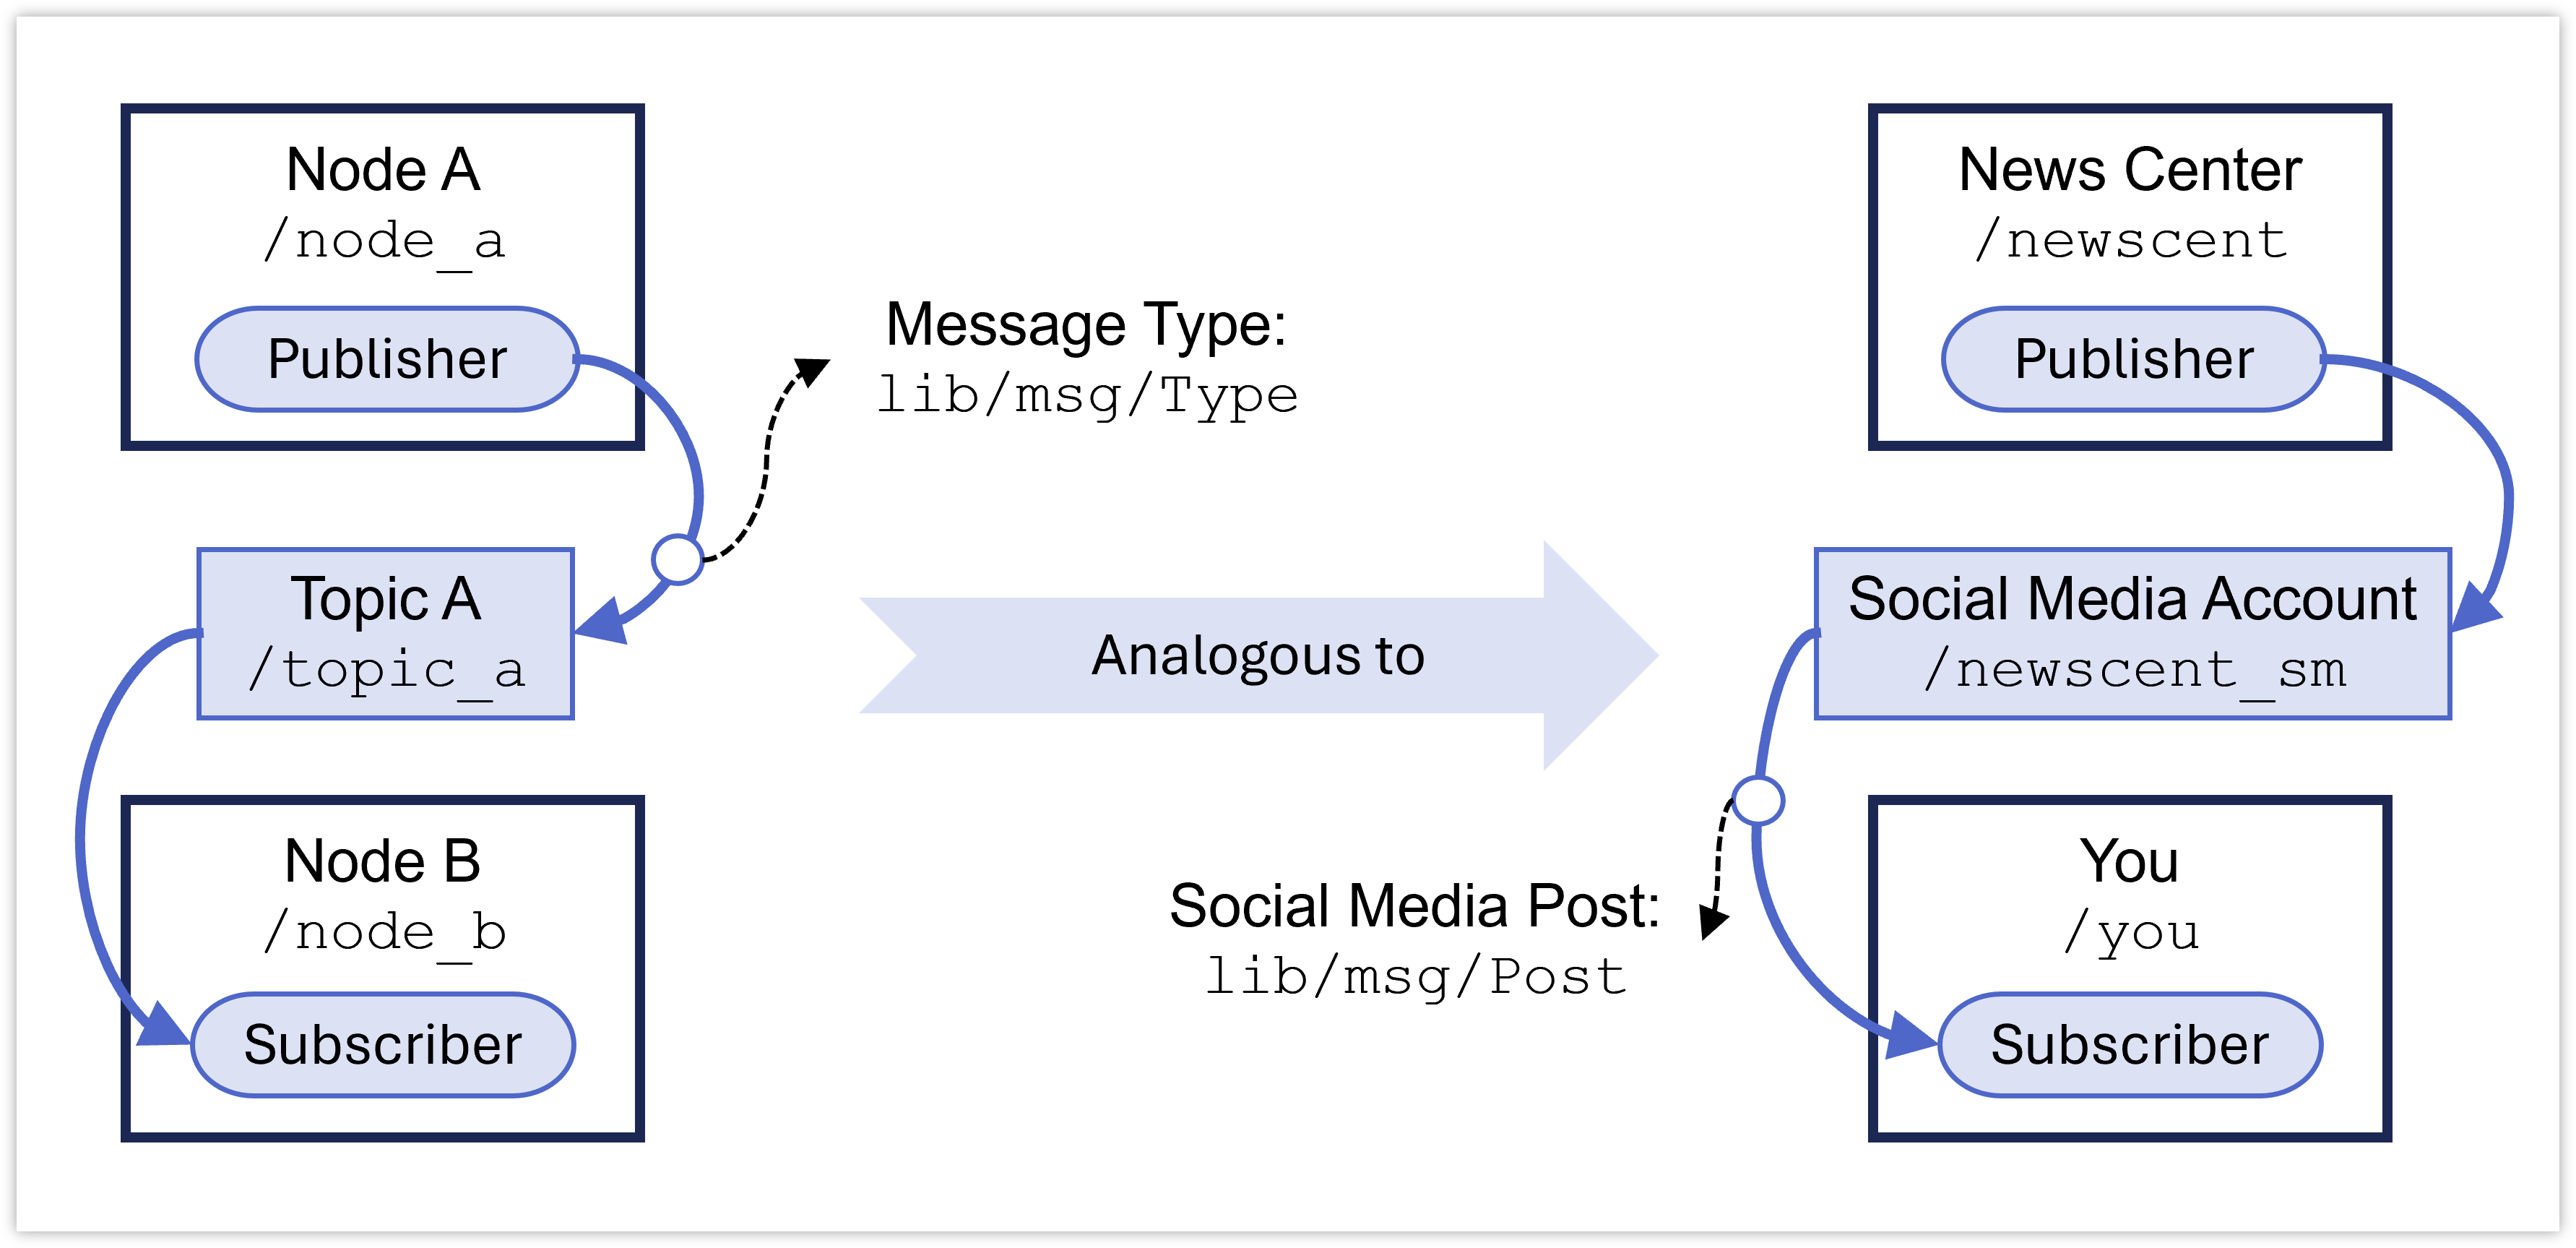 Node A
/node_a
Publisher
Message Type:
lib/msg/Type
Topic A
/topic_a
Node B
/node_b
Subscriber
Analogous to
News Center
/newscent
Publisher
Social Media Account
/newscent_sm
Social Media Post:
lib/msg/Post
You
/you
Subscriber